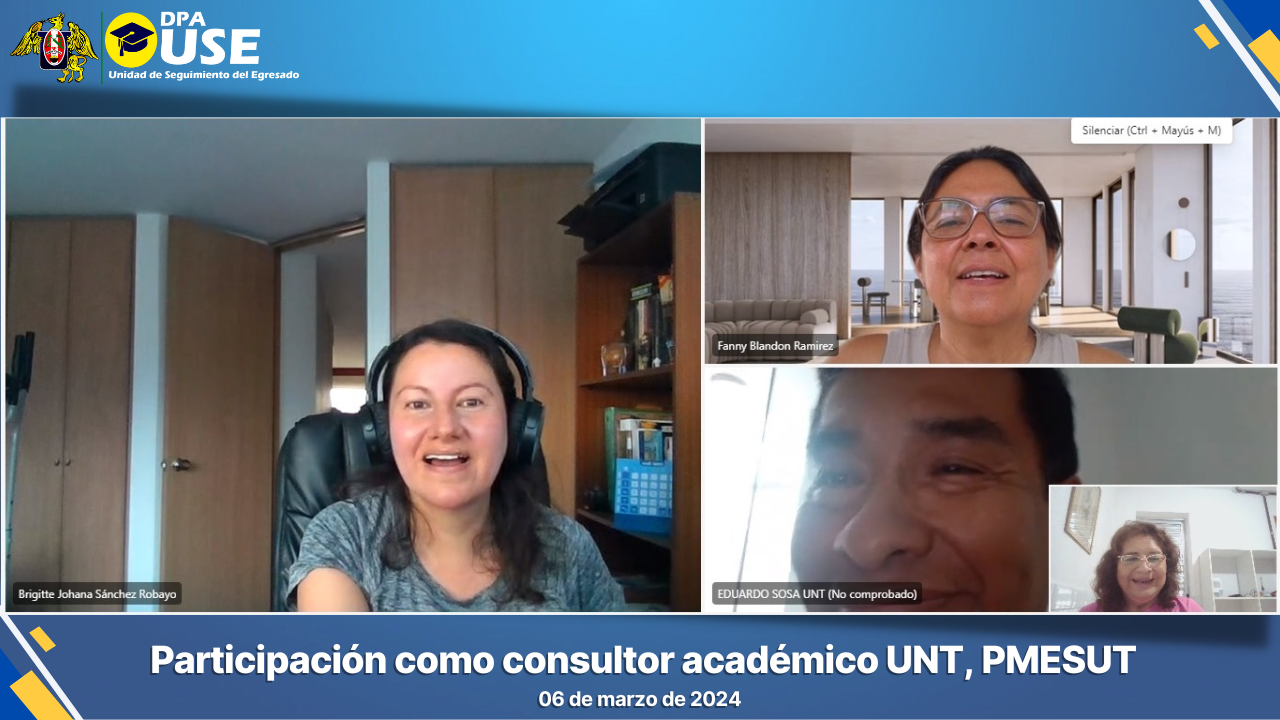 DPA
USE
Unidad de Seguimiento del Egresado
Silenciar (Ctrl + Mayús + M)
Fanny Blandon Ramirez
Brigitte Johana Sánchez Robayo
EDUARDO SOSA UNT (No comprobado)
Participación como consultor académico UNT, PMESUT
06 de marzo de 2024